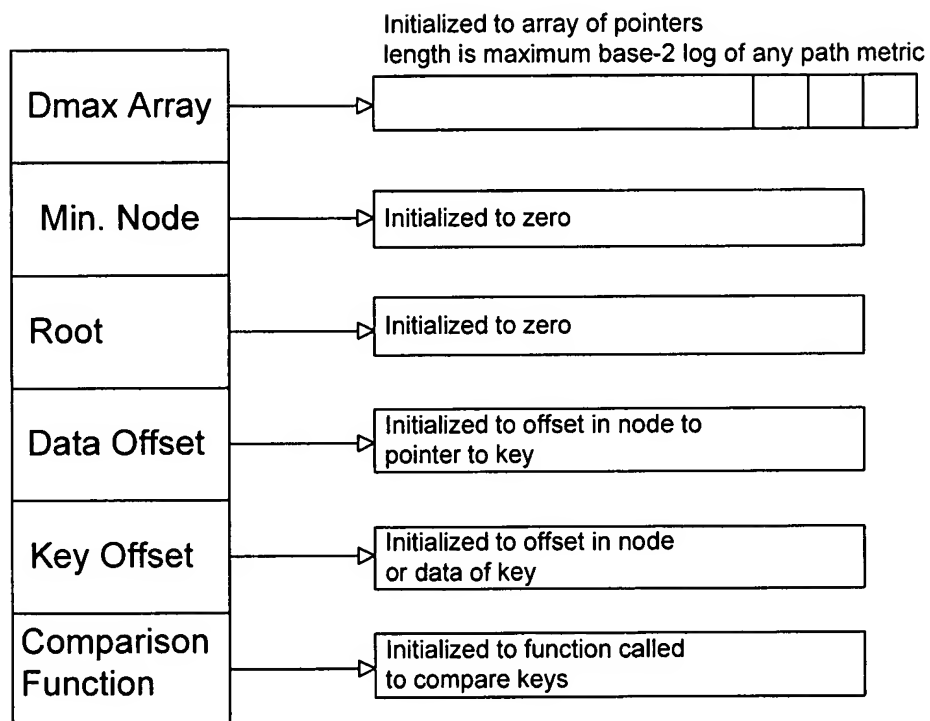 Initialized to array of pointers
length is maximum base-2 log of any path metric
Dmax Array
Min. Node
Initialized to zero
Root
Initialized to zero
Data Offset
Initialized to offset in node to
pointer to key
Key Offset
Initialized to offset in node
or data of key
Comparison
Function
Initialized to function called
to compare keys